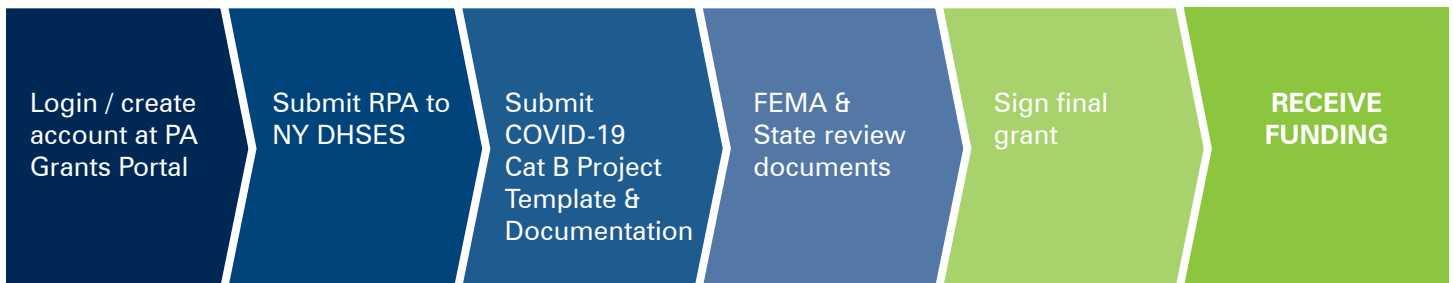 Login / create
account at PA
Grants Portal
Submit RPA to
NY DHSES
Submit
COVID-19
Cat B Project
Template &
Documentation
FEMA &
State review
documents
Sign final
grant
RECEIVE
FUNDING